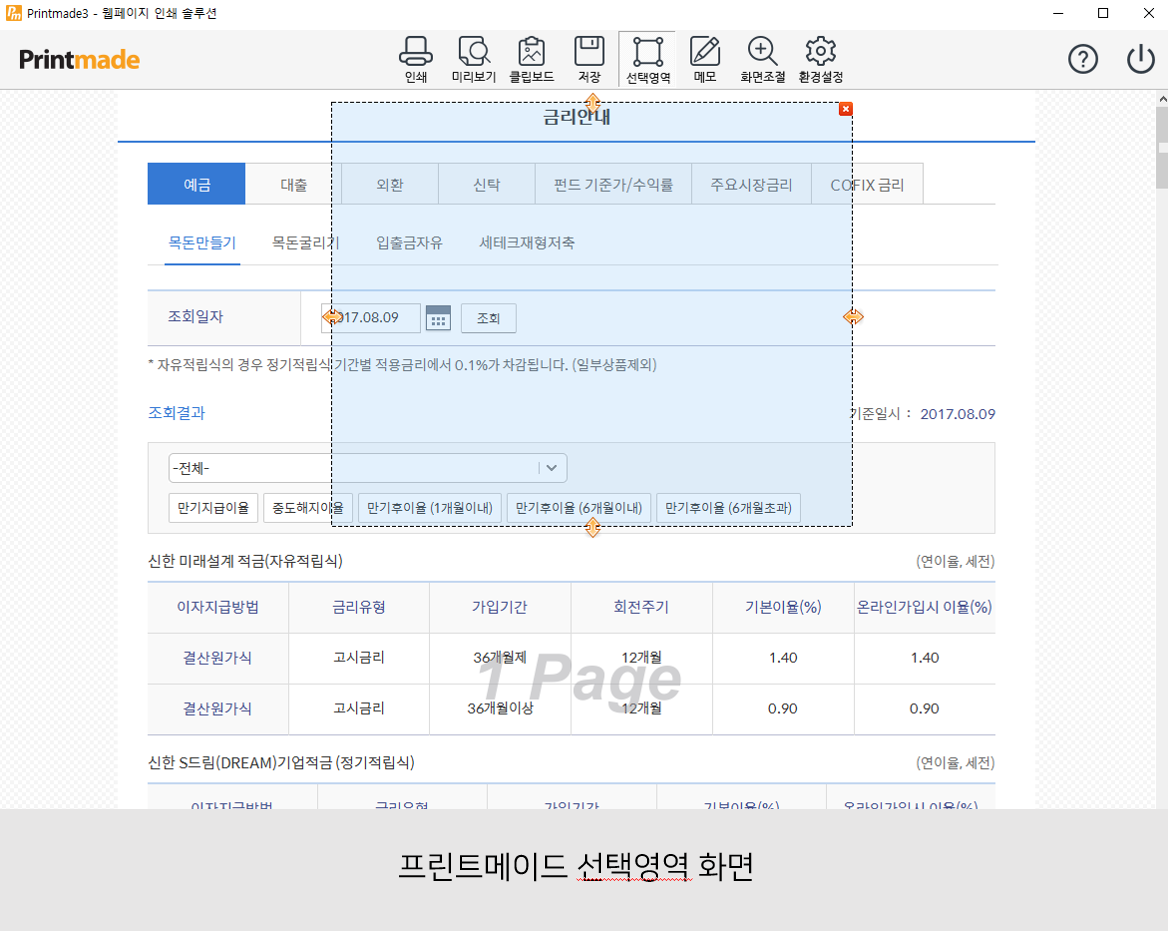 Printmade3 - 웹페이지 인쇄 솔루션
Printmade
인쇄 미리보기 클립보드 저장 선택영역 메모 화면조절 환경설정
금리안내
예금 대출 외환 신탁 펀드 기준가/수익률 주요시장금리 COFIX 금리
목돈만들기 목돈굴리기 입출금자유 세테크재형저축
조회일자 2017.08.09 조회
* 자유적립식의 경우 정기적립식 기간별 적용금리에서 0.1%가 차감됩니다. (일부상품제외)
조회결과 기준일시 : 2017.08.09
-전체-
만기지급이율 중도해지이율 만기후이율 (1개월이내) 만기후이율 (6개월이내) 만기후이율 (6개월초과)
신한 미래설계 적금(자유적립식) (연이율, 세전)
이자지급방법 금리유형 가입기간 회전주기 기본이율(%) 온라인가입시 이율(%)
결산원가식 고시금리 36개월제 12개월 1.40 1.40
1 Page
결산원가식 고시금리 36개월이상 12개월 0.90 0.90
신한 S드림(DREAM)기업적금 (정기적립식) (연이율, 세전)
이자지급방법 금리유형 가입기간 기본이율(%) 온라인가입시 이율(%)
프린트메이드 선택영역 화면